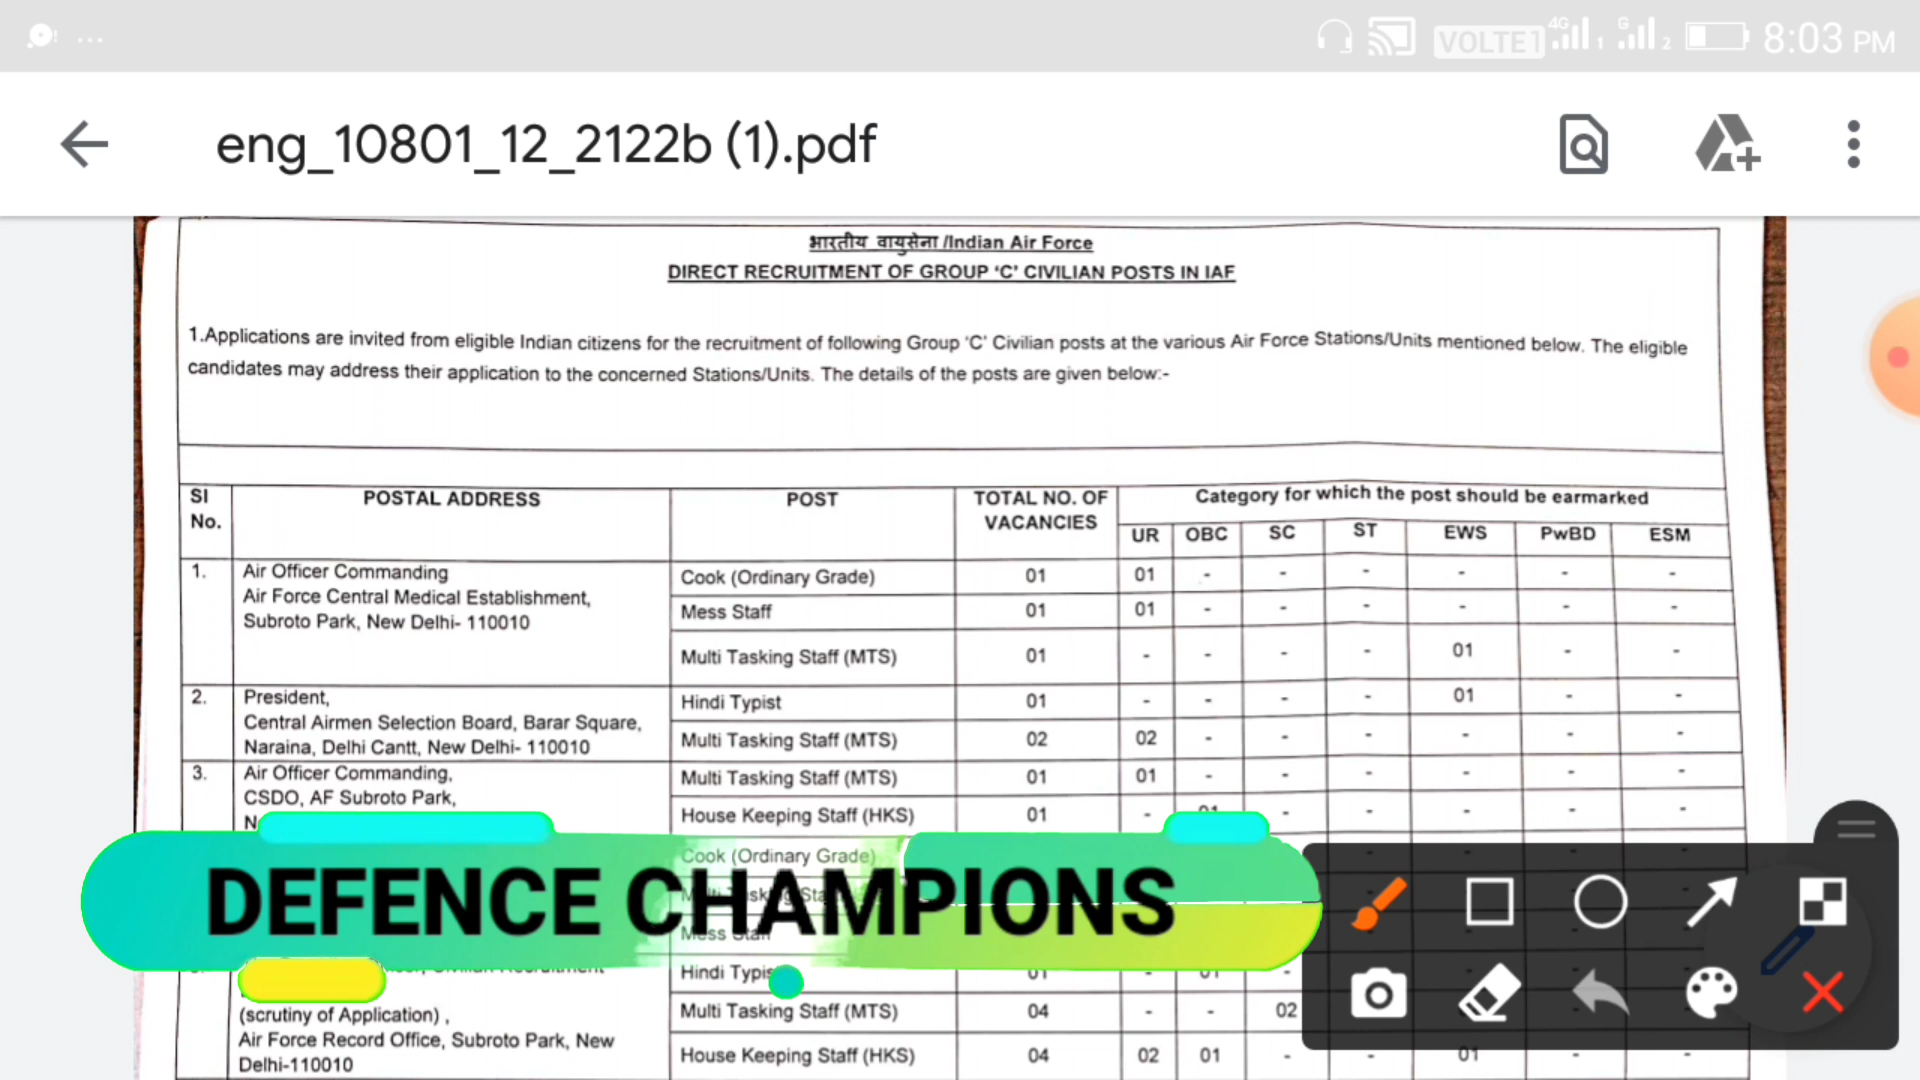 VOLTE1 4G 1 G 2 8:03 PM
eng_10801_12_2122b (1).pdf
भारतीय वायुसेना /Indian Air Force
DIRECT RECRUITMENT OF GROUP 'C' CIVILIAN POSTS IN IAF
1.Applications are invited from eligible Indian citizens for the recruitment of following Group 'C' Civilian posts at the various Air Force Stations/Units mentioned below. The eligible
candidates may address their application to the concerned Stations/Units. The details of the posts are given below:-
SI No. POSTAL ADDRESS POST TOTAL NO. OF VACANCIES Category for which the post should be earmarked
UR OBC SC ST EWS PwBD ESM
1. Air Officer Commanding
Air Force Central Medical Establishment,
Subroto Park, New Delhi- 110010
Cook (Ordinary Grade) 01 01 - - - - - -
Mess Staff 01 01 - - - - - -
Multi Tasking Staff (MTS) 01 - - - - 01 - -
2. President,
Central Airmen Selection Board, Barar Square,
Naraina, Delhi Cantt, New Delhi- 110010
Hindi Typist 01 - - - - 01 - -
Multi Tasking Staff (MTS) 02 02 - - - - - -
3. Air Officer Commanding,
CSDO, AF Subroto Park,
Multi Tasking Staff (MTS) 01 01 - - - - - -
House Keeping Staff (HKS) 01 - 01 - - - - -
Cook (Ordinary Grade)
DEFENCE CHAMPIONS
Mess Staff
Hindi Typis 01 - 01 -
(scrutiny of Application) ,
Air Force Record Office, Subroto Park, New
Delhi-110010
Multi Tasking Staff (MTS) 04 - - 02
House Keeping Staff (HKS) 04 02 01 - - 01 - -